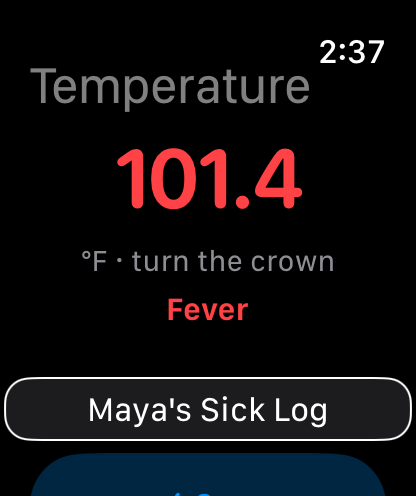 2:37
Temperature
101.4
°F · turn the crown
Fever
Maya's Sick Log